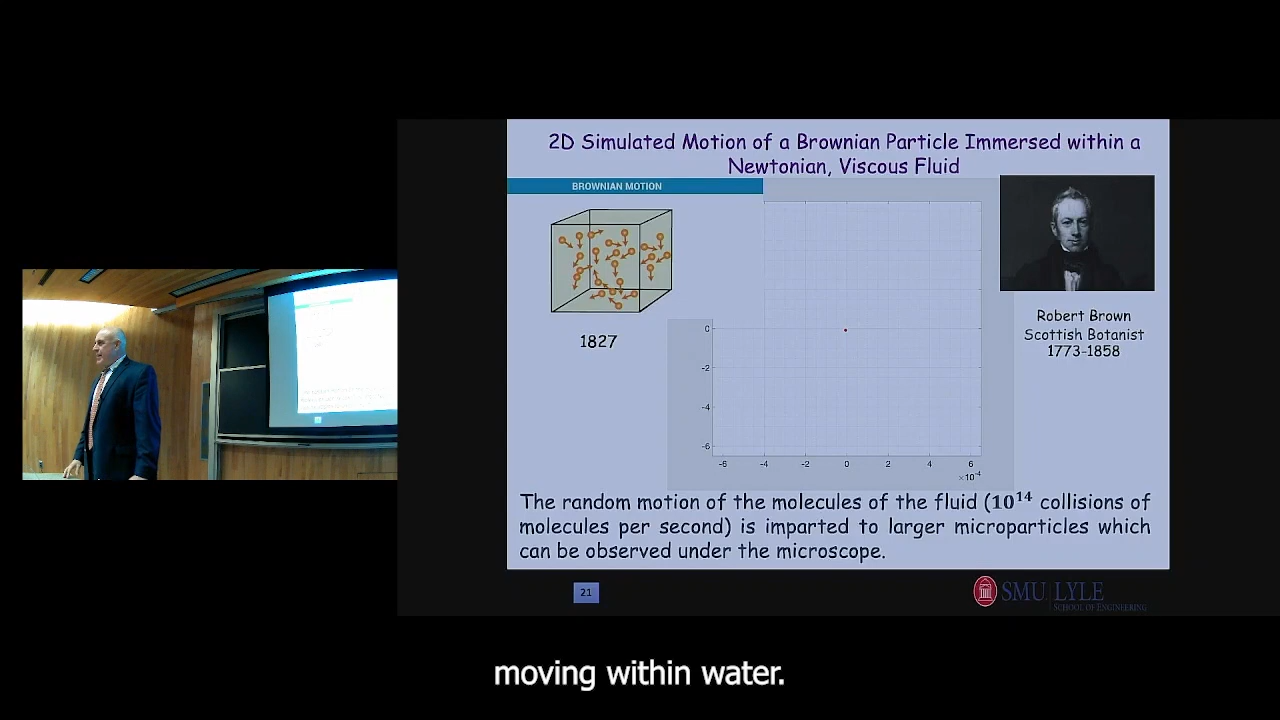 2D Simulated Motion of a Brownian Particle Immersed within a
Newtonian, Viscous Fluid
BROWNIAN MOTION
1827
Robert Brown
Scottish Botanist
1773-1858
0
-2
-4
-6
-6 -4 -2 0 2 4 6
×10⁻⁴
The random motion of the molecules of the fluid (10¹⁴ collisions of
molecules per second) is imparted to larger microparticles which
can be observed under the microscope.
21
SMU LYLE
SCHOOL OF ENGINEERING
moving within water.